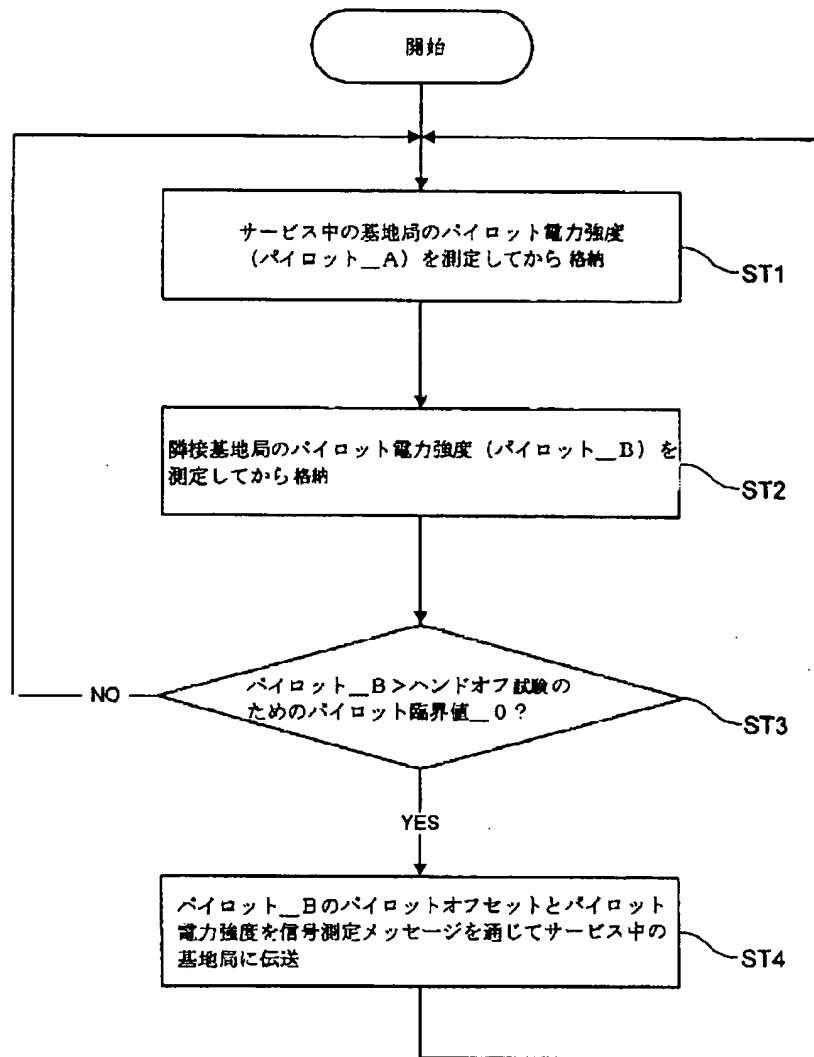 開始
サービス中の基地局のパイロット電力強度
（パイロット＿A）を測定してから格納
ST1
隣接基地局のパイロット電力強度（パイロット＿B）を
測定してから格納
ST2
パイロット＿B＞ハンドオフ試験の
ためのパイロット臨界値＿0？
NO
ST3
YES
パイロット＿Bのパイロットオフセットとパイロット
電力強度を信号測定メッセージを通じてサービス中の
基地局に伝送
ST4